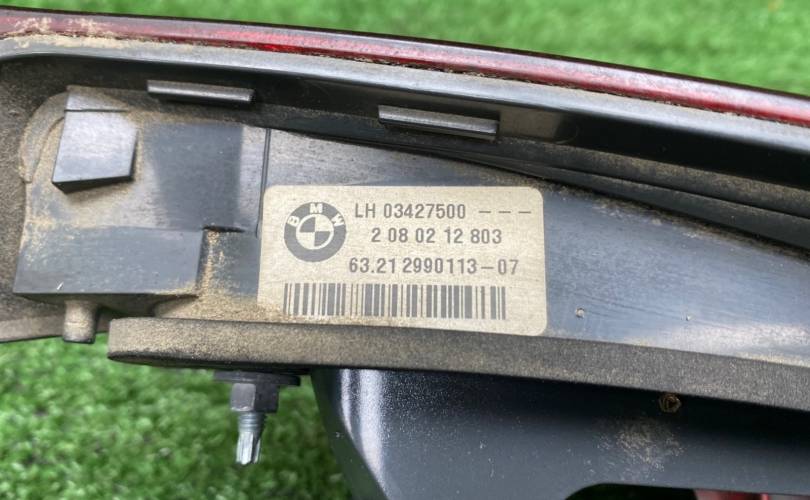 BMW
LH 03427500 ---
2 08 02 12 803
63.21 2990113-07